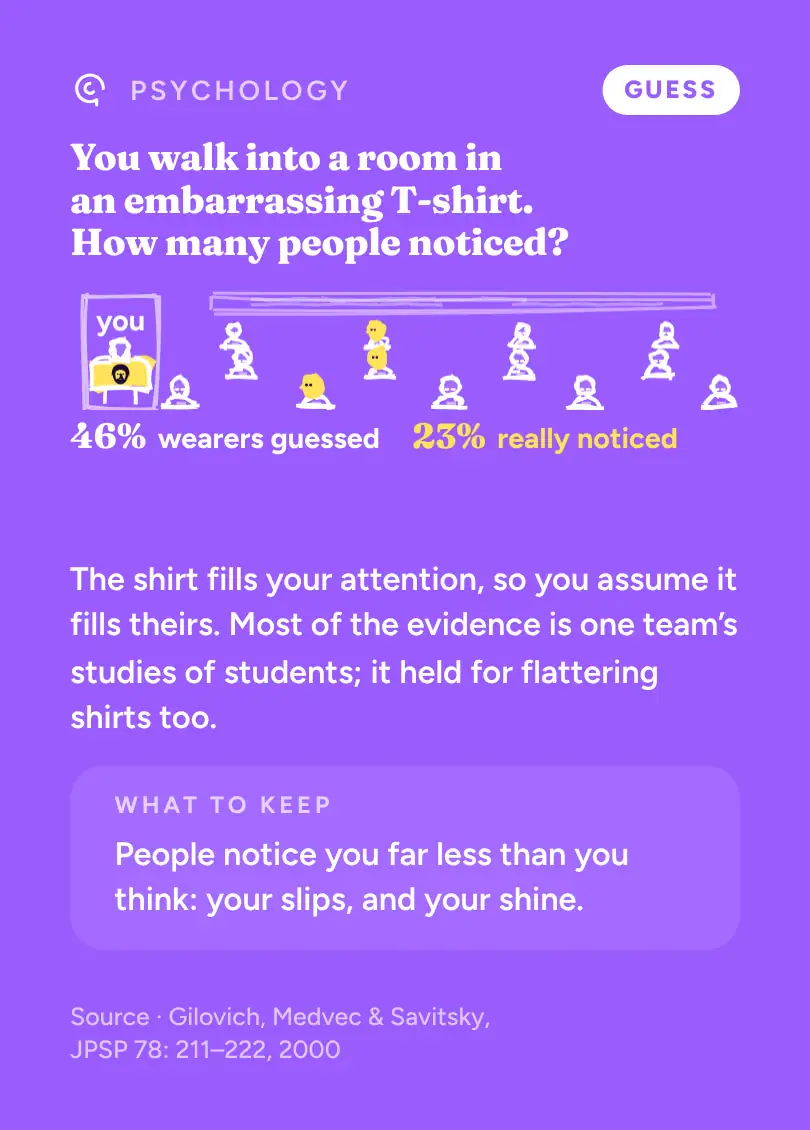 PSYCHOLOGY
GUESS
You walk into a room in
an embarrassing T-shirt.
How many people noticed?
you
46% wearers guessed 23% really noticed
The shirt fills your attention, so you assume it
fills theirs. Most of the evidence is one team’s
studies of students; it held for flattering
shirts too.
WHAT TO KEEP
People notice you far less than you
think: your slips, and your shine.
Source · Gilovich, Medvec & Savitsky,
JPSP 78: 211–222, 2000